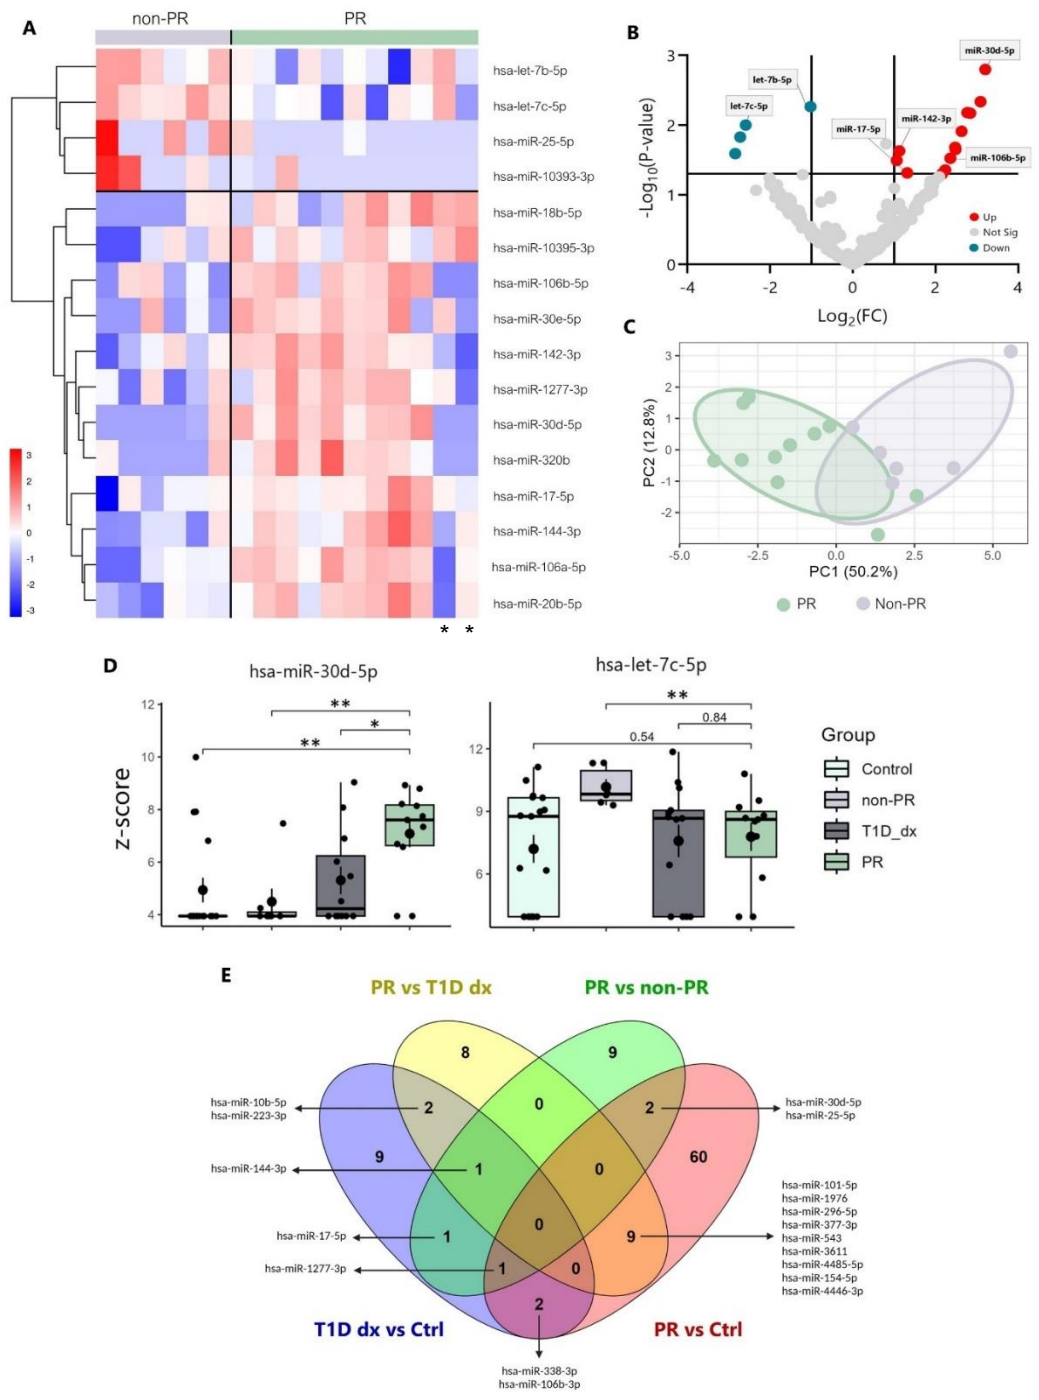 A
non-PR
PR
hsa-let-7b-5p
hsa-let-7c-5p
hsa-miR-25-5p
hsa-miR-10393-3p
hsa-miR-18b-5p
hsa-miR-10395-3p
hsa-miR-106b-5p
hsa-miR-30e-5p
hsa-miR-142-3p
hsa-miR-1277-3p
hsa-miR-30d-5p
hsa-miR-320b
hsa-miR-17-5p
hsa-miR-144-3p
hsa-miR-106a-5p
hsa-miR-20b-5p
3
2
1
0
-1
-2
-3
* *
B
3
2
1
0
-Log10(P-value)
miR-30d-5p
let-7b-5p
let-7c-5p
miR-17-5p
miR-142-3p
miR-106b-5p
Up
Not Sig
Down
-4 -2 0 2 4
Log2(FC)
C
3
2
1
0
-1
-2
PC2 (12.8%)
-5.0 -2.5 0.0 2.5 5.0
PC1 (50.2%)
PR Non-PR
D
hsa-miR-30d-5p
z-score
12
10
8
6
4
**
*
**
hsa-let-7c-5p
12
9
6
**
0.84
0.54
Group
Control
non-PR
T1D_dx
PR
E
PR vs T1D dx
PR vs non-PR
8
9
hsa-miR-10b-5p
hsa-miR-223-3p
2
0
2
hsa-miR-30d-5p
hsa-miR-25-5p
9
60
hsa-miR-144-3p
1
0
hsa-miR-101-5p
hsa-miR-1976
hsa-miR-296-5p
hsa-miR-377-3p
hsa-miR-543
hsa-miR-3611
hsa-miR-4485-5p
hsa-miR-154-5p
hsa-miR-4446-3p
0
hsa-miR-17-5p
1
9
hsa-miR-1277-3p
1
0
2
T1D dx vs Ctrl
PR vs Ctrl
hsa-miR-338-3p
hsa-miR-106b-3p